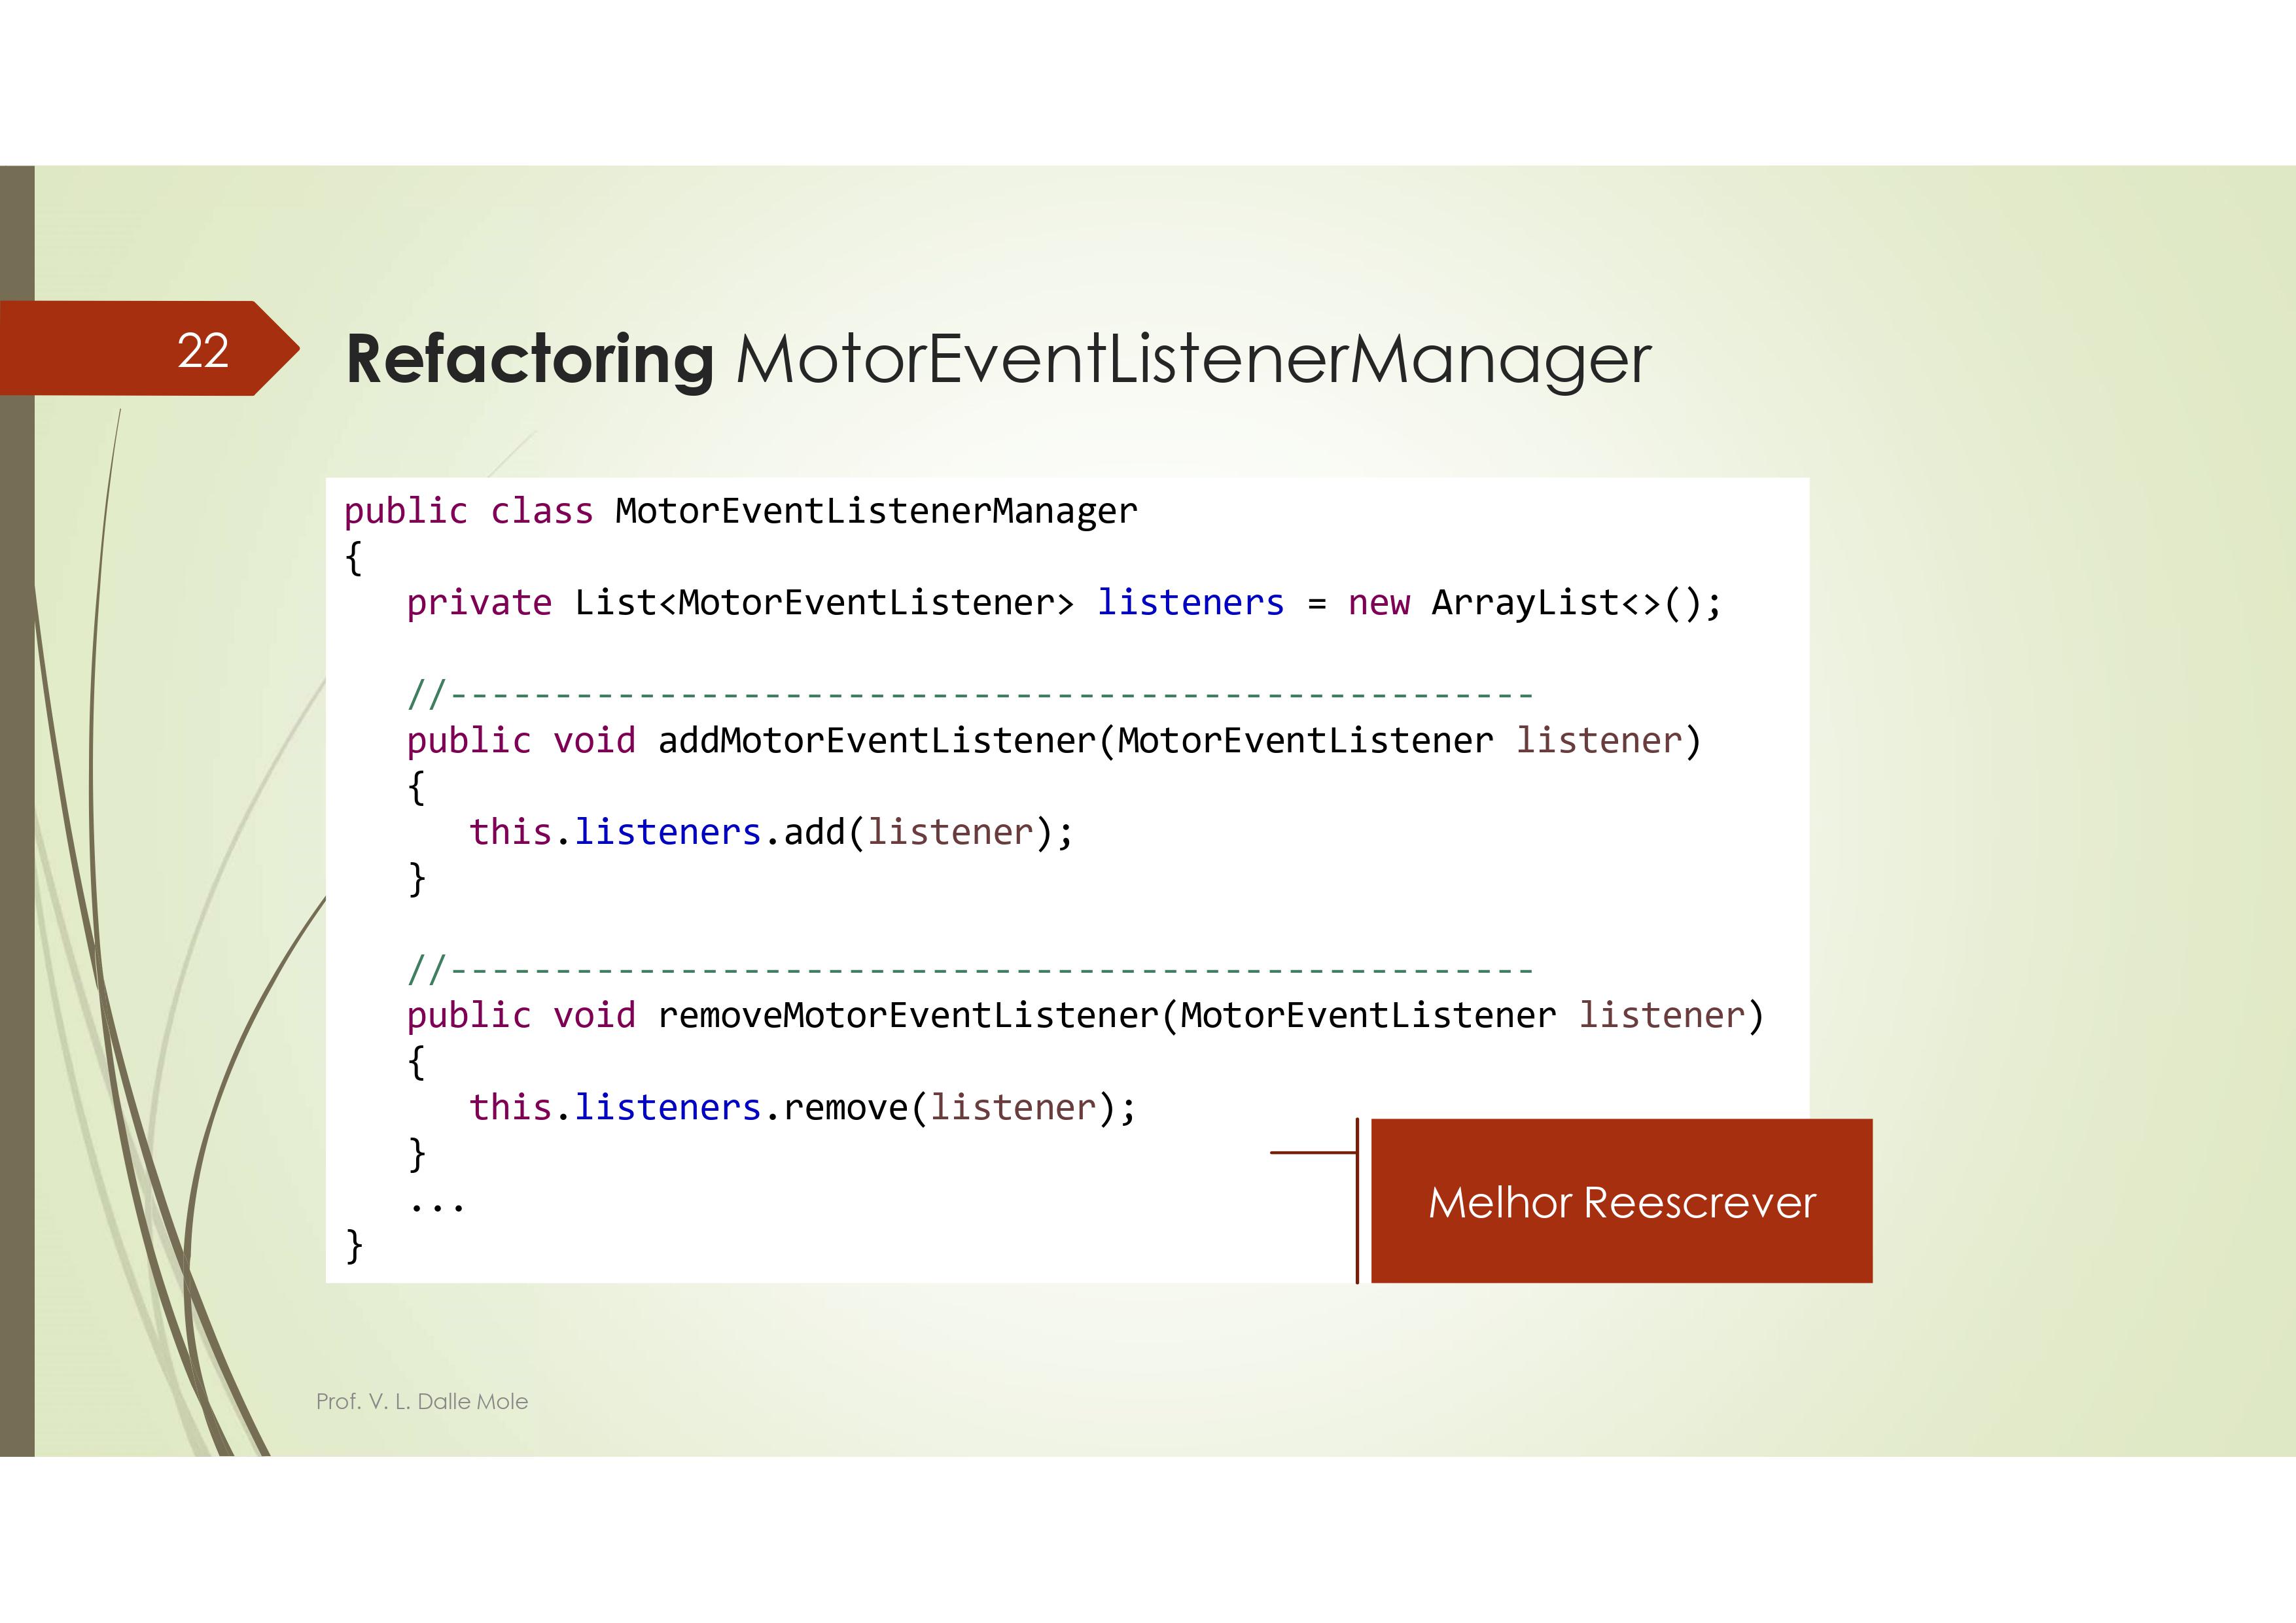 22
Refactoring MotorEventListenerManager
public class MotorEventListenerManager
{
   private List<MotorEventListener> listeners = new ArrayList<>();
   //----------------------------------------------------
   public void addMotorEventListener(MotorEventListener listener)
   {
      this.listeners.add(listener);
   }
   //----------------------------------------------------
   public void removeMotorEventListener(MotorEventListener listener)
   {
      this.listeners.remove(listener);
   }
   ...
}
Melhor Reescrever
Prof. V. L. Dalle Mole